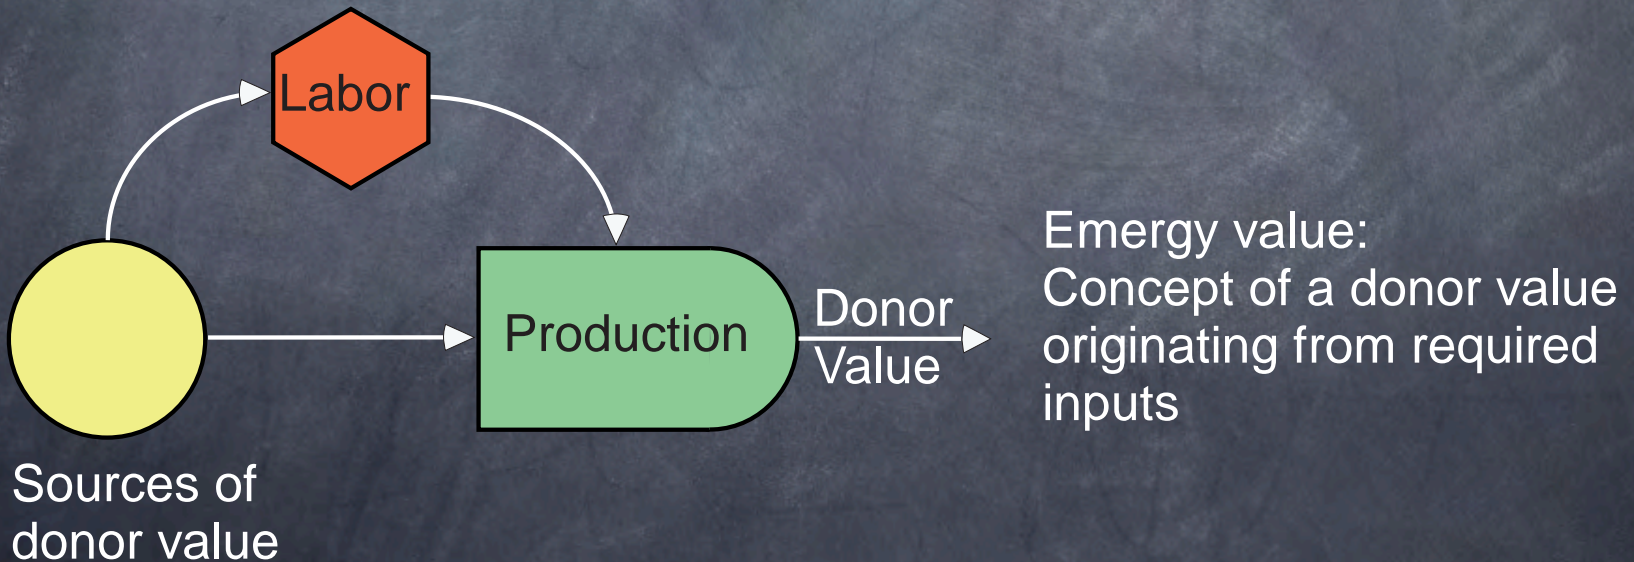 Labor
Production
Donor
Value
Emergy value:
Concept of a donor value
originating from required
inputs
Sources of
donor value